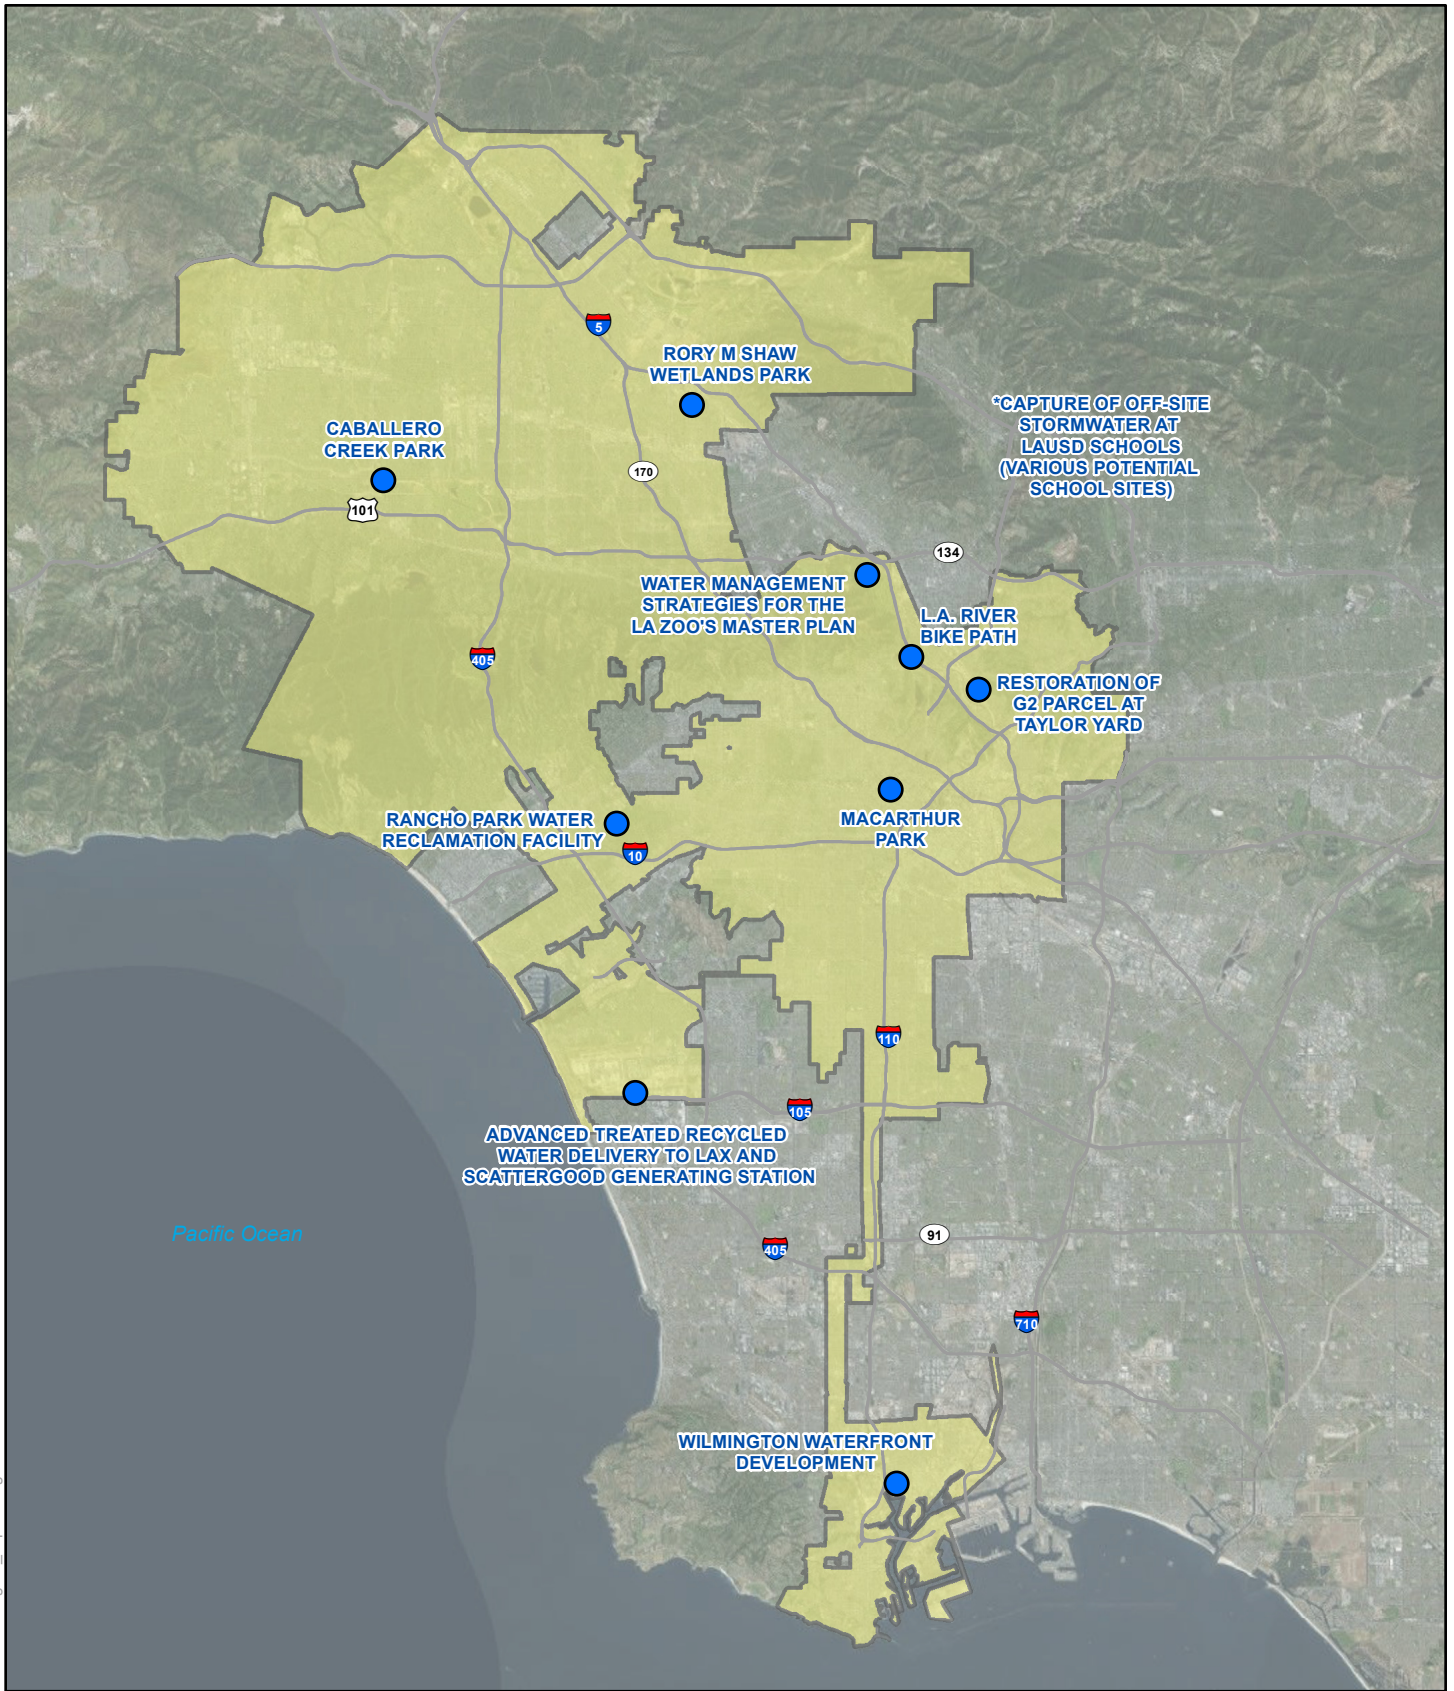 5
RORY M SHAW
WETLANDS PARK
*CAPTURE OF OFF-SITE
STORMWATER AT
LAUSD SCHOOLS
(VARIOUS POTENTIAL
SCHOOL SITES)
CABALLERO
CREEK PARK
170
101
134
WATER MANAGEMENT
STRATEGIES FOR THE
LA ZOO'S MASTER PLAN
L.A. RIVER
BIKE PATH
405
RESTORATION OF
G2 PARCEL AT
TAYLOR YARD
RANCHO PARK WATER
RECLAMATION FACILITY
MACARTHUR
PARK
10
110
105
ADVANCED TREATED RECYCLED
WATER DELIVERY TO LAX AND
SCATTERGOOD GENERATING STATION
Pacific Ocean
405
91
710
WILMINGTON WATERFRONT
DEVELOPMENT